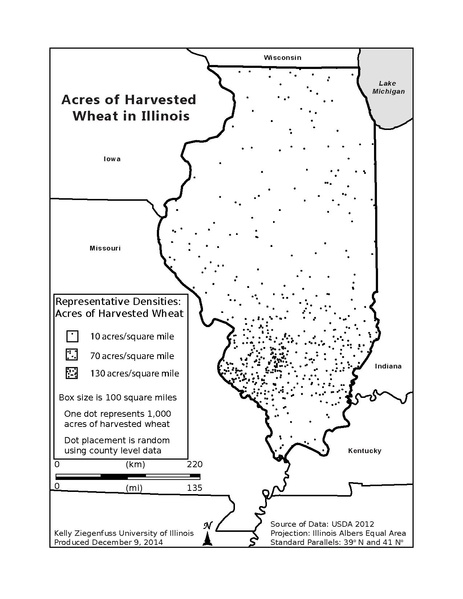 Wisconsin
Lake
Michigan
Acres of Harvested
Wheat in Illinois
Iowa
Missouri
Representative Densities:
Acres of Harvested Wheat
10 acres/square mile
70 acres/square mile
130 acres/square mile
Box size is 100 square miles
One dot represents 1,000
acres of harvested wheat
Dot placement is random
using county level data
Indiana
Kentucky
0 (km) 220
0 (mi) 135
N
Kelly Ziegenfuss University of Illinois
Produced December 9, 2014
Source of Data: USDA 2012
Projection: Illinois Albers Equal Area
Standard Parallels: 39° N and 41 N°